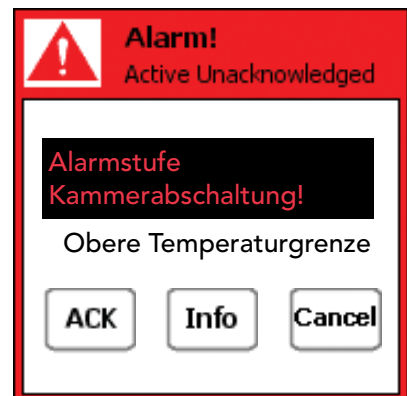 Alarm!
Active Unacknowledged
Alarmstufe
Kammerabschaltung!
Obere Temperaturgrenze
ACK Info Cancel